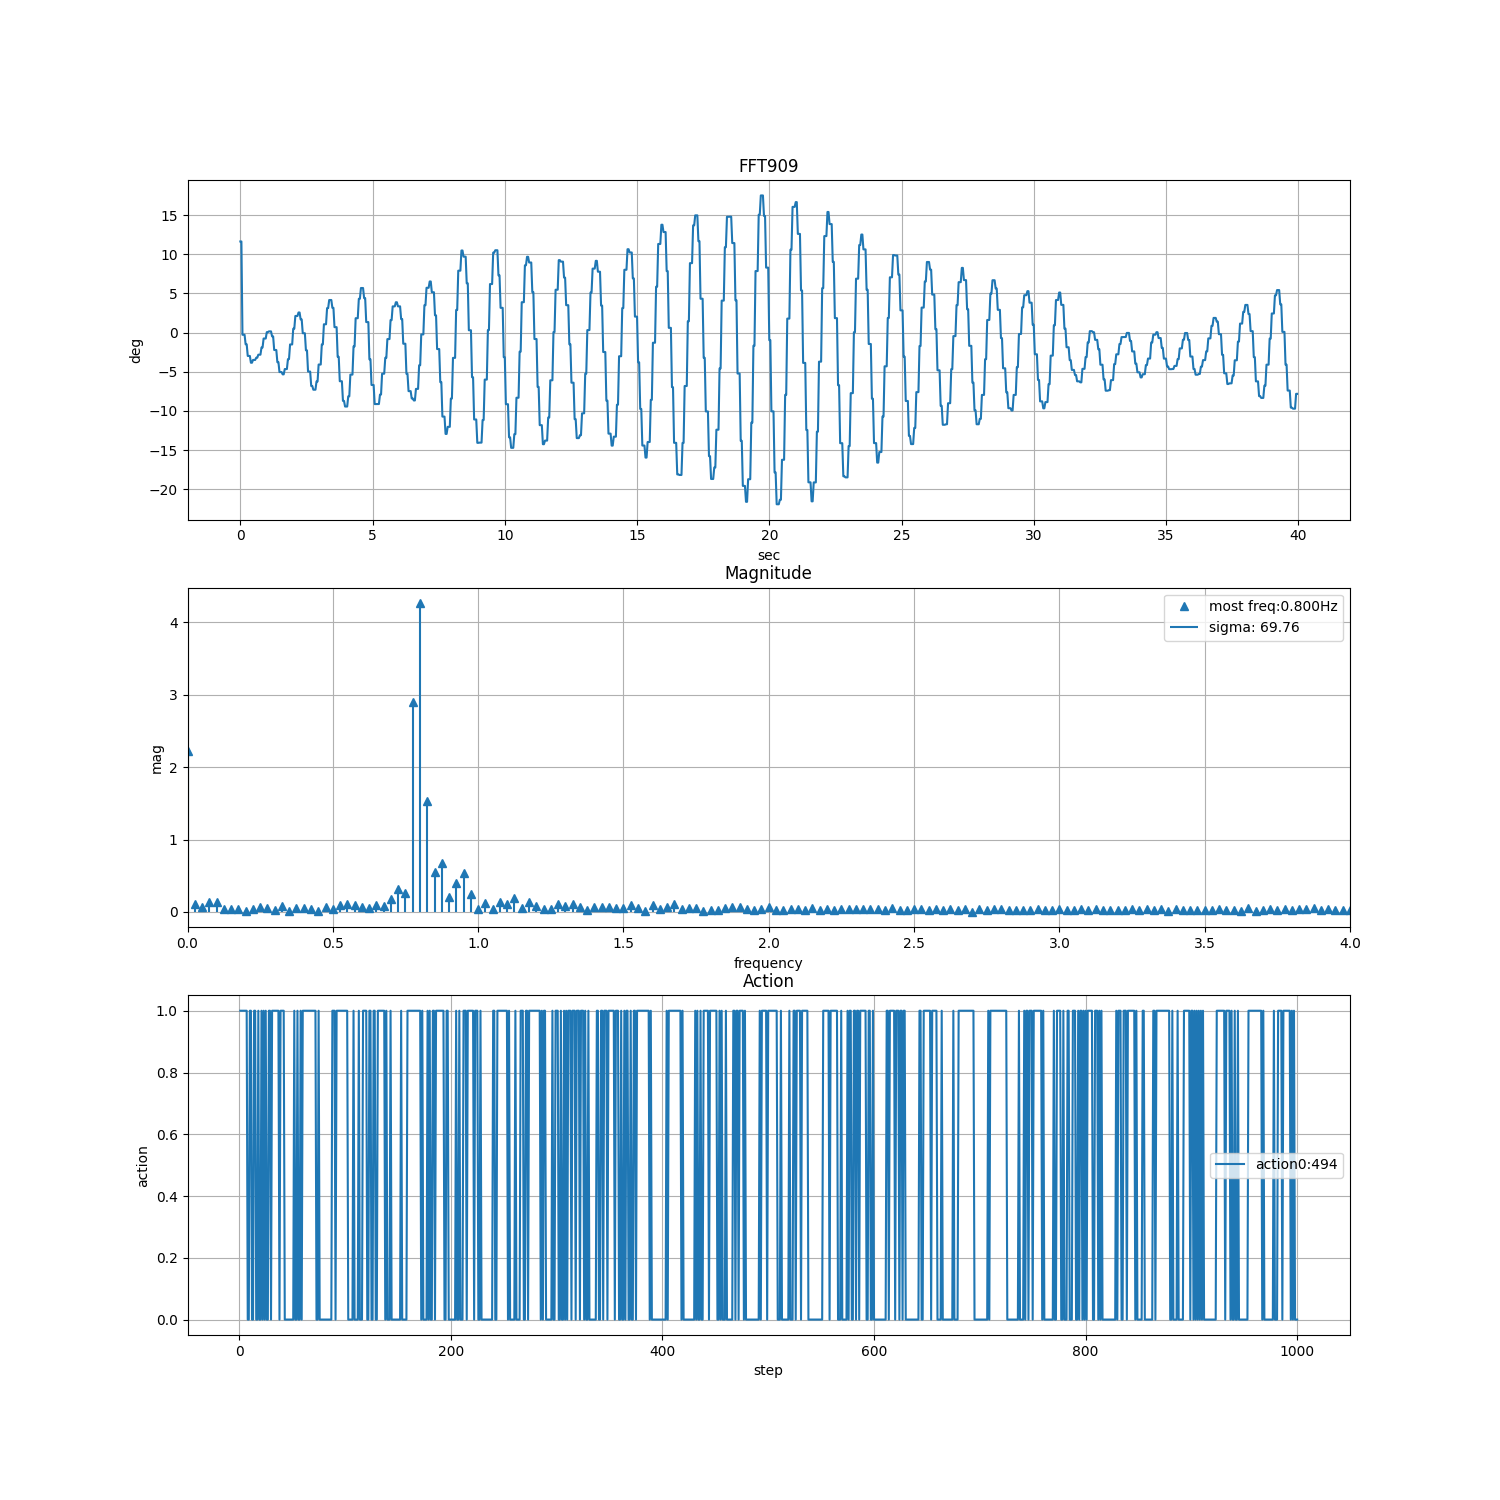 FFT909
15
10
5
0
−5
−10
−15
−20
deg
0 5 10 15 20 25 30 35 40
sec
Magnitude
most freq:0.800Hz
sigma: 69.76
4
3
2
1
0
mag
0.0 0.5 1.0 1.5 2.0 2.5 3.0 3.5 4.0
frequency
Action
1.0
0.8
0.6
0.4
0.2
0.0
action
action0:494
0 200 400 600 800 1000
step